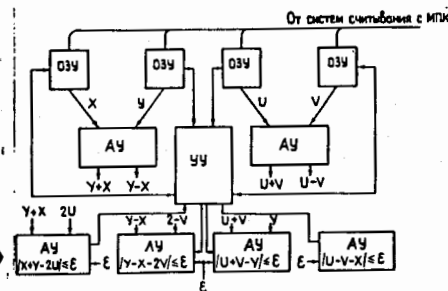 От систем считывания с МПК
ОЗУ ОЗУ ОЗУ ОЗУ
X У U V
АУ УУ АУ
У+X У-X U+V U-V
У+X 2U У-X 2-V U+V У
АУ АУ АУ АУ
/X+У-2U/≤ε ε /У-X-2V/≤ε /U+V-У/≤ε ε /U-V-X/≤ε
ε